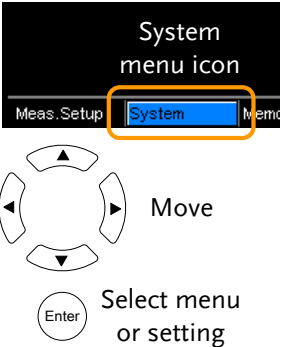 System
menu icon
Meas.Setup System Memo
Move
Enter
Select menu
or setting